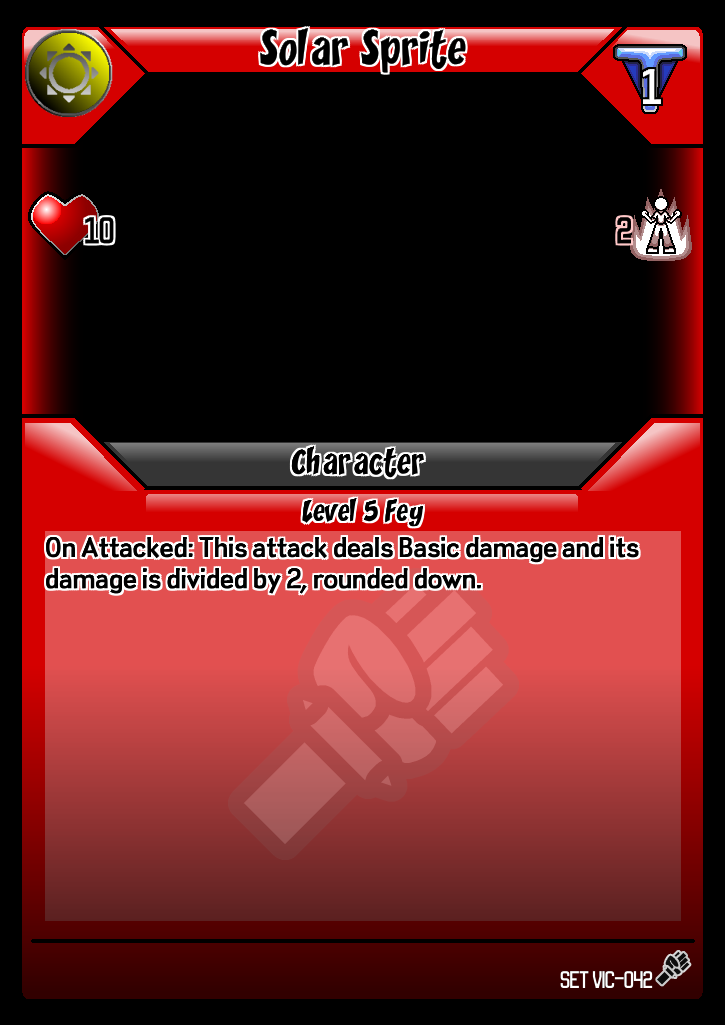 Solar Sprite
1
10
2
Character
Level 5 Fey
On Attacked: This attack deals Basic damage and its
damage is divided by 2, rounded down.
SET VIC-042